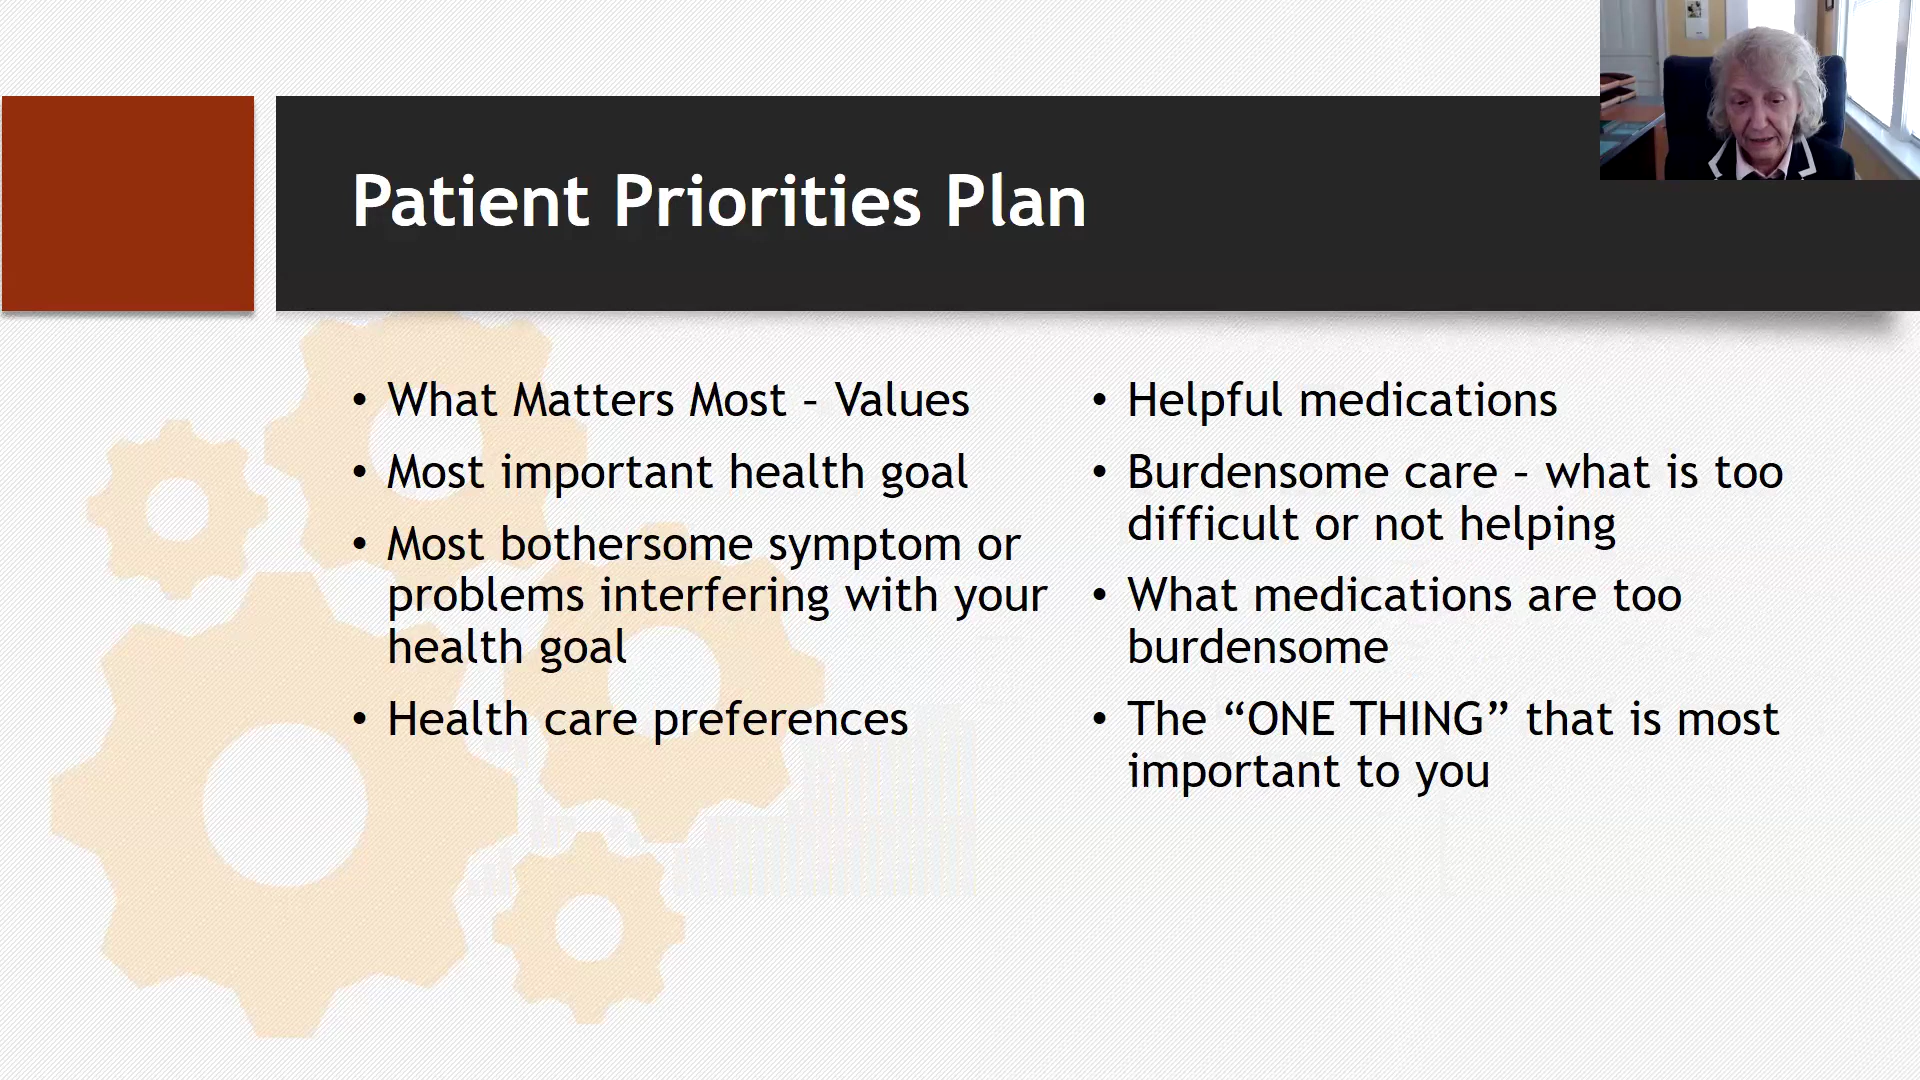 Patient Priorities Plan
• What Matters Most – Values
• Most important health goal
• Most bothersome symptom or
problems interfering with your
health goal
• Health care preferences
• Helpful medications
• Burdensome care – what is too
difficult or not helping
• What medications are too
burdensome
• The “ONE THING” that is most
important to you